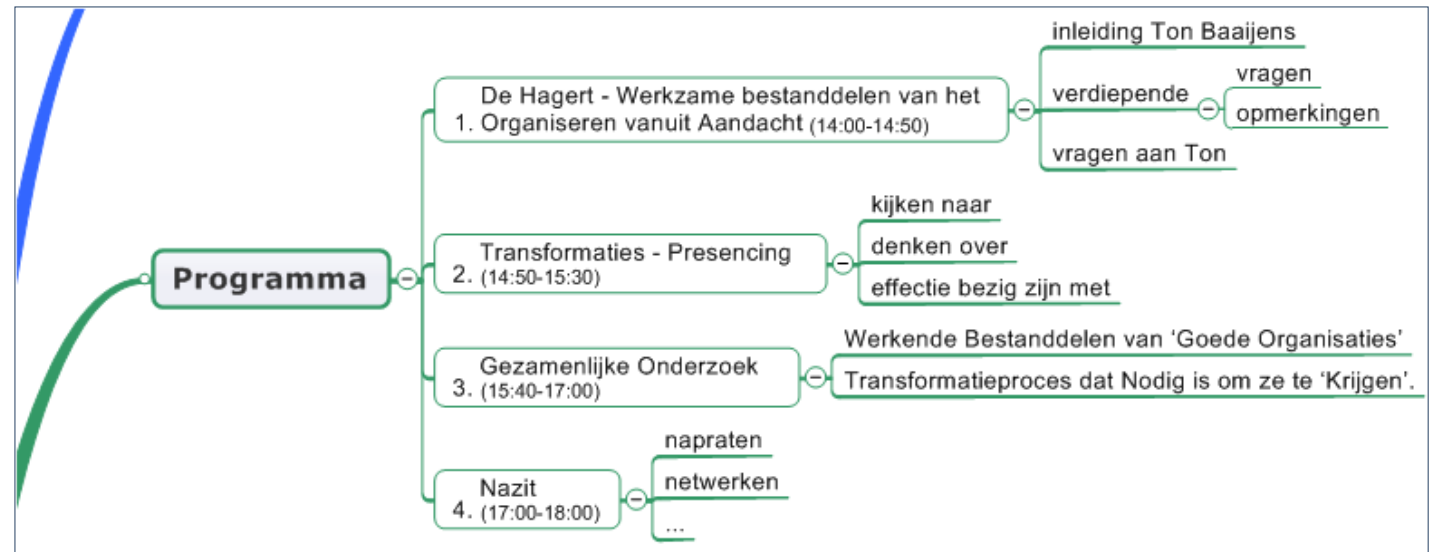 Programma
De Hagert - Werkzame bestanddelen van het
1. Organiseren vanuit Aandacht (14:00-14:50)
inleiding Ton Baaijens
verdiepende
vragen
opmerkingen
vragen aan Ton
Transformaties - Presencing
2. (14:50-15:30)
kijken naar
denken over
effectie bezig zijn met
Gezamenlijke Onderzoek
3. (15:40-17:00)
Werkende Bestanddelen van ‘Goede Organisaties’
Transformatieproces dat Nodig is om ze te ‘Krijgen’.
Nazit
4. (17:00-18:00)
napraten
netwerken
...